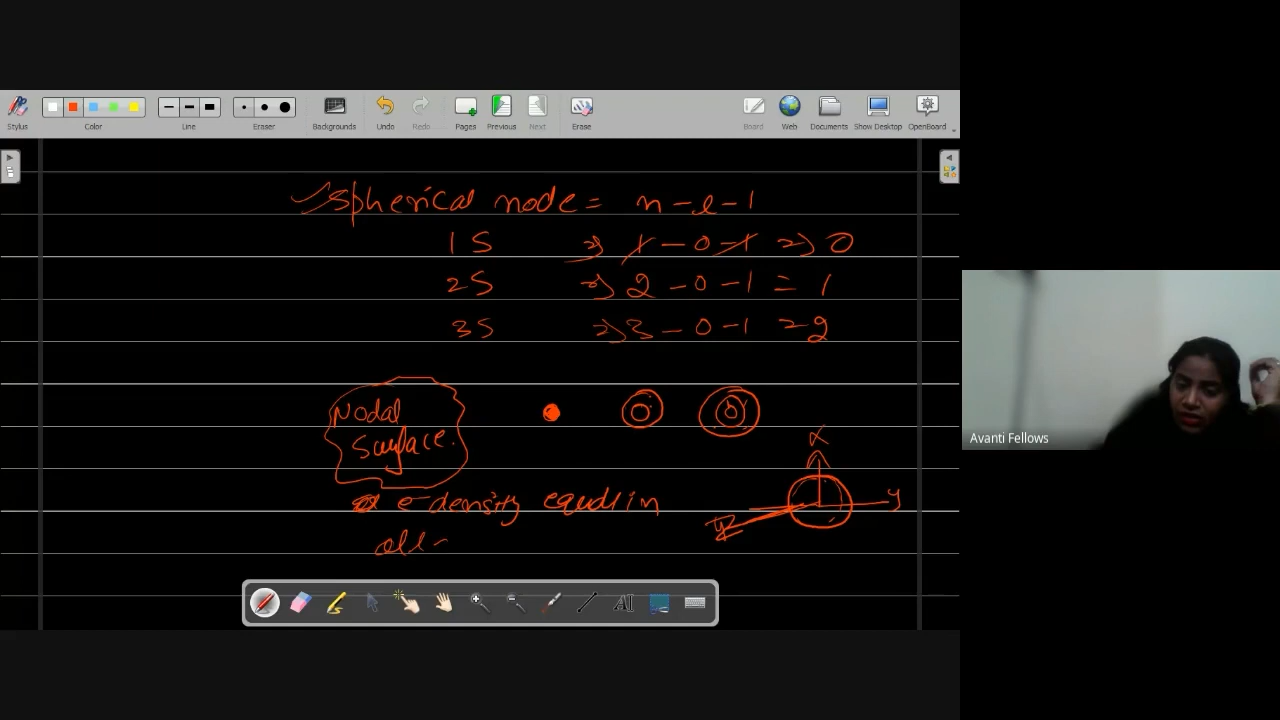 Stylus Color Line Eraser Backgrounds Undo Redo Pages Previous Next Erase Board Web Documents Show Desktop OpenBoard
Spherical node = n-l-1
1S ⇒ 1-0-1 ⇒ 0
2S ⇒ 2-0-1 = 1
3S ⇒ 3-0-1 = 2
Nodal
Surface.
x
y
z
e- density equal in
all -
Avanti Fellows